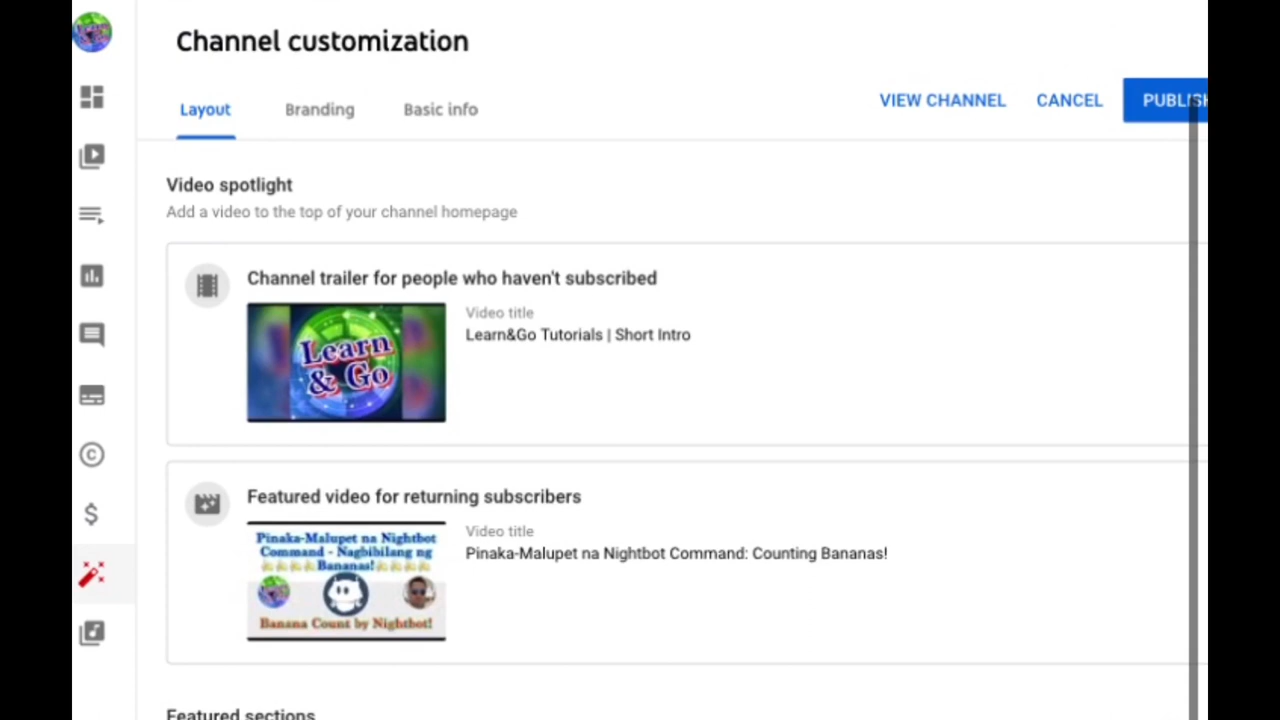 Channel customization
Layout
Branding
Basic info
VIEW CHANNEL
CANCEL
PUBLISH
Video spotlight
Add a video to the top of your channel homepage
Channel trailer for people who haven't subscribed
Learn
& Go
Video title
Learn&Go Tutorials | Short Intro
Featured video for returning subscribers
Pinaka-Malupet na Nightbot
Command - Nagbibilang ng
Bananas!
Banana Count by Nightbot!
Video title
Pinaka-Malupet na Nightbot Command: Counting Bananas!
Featured sections